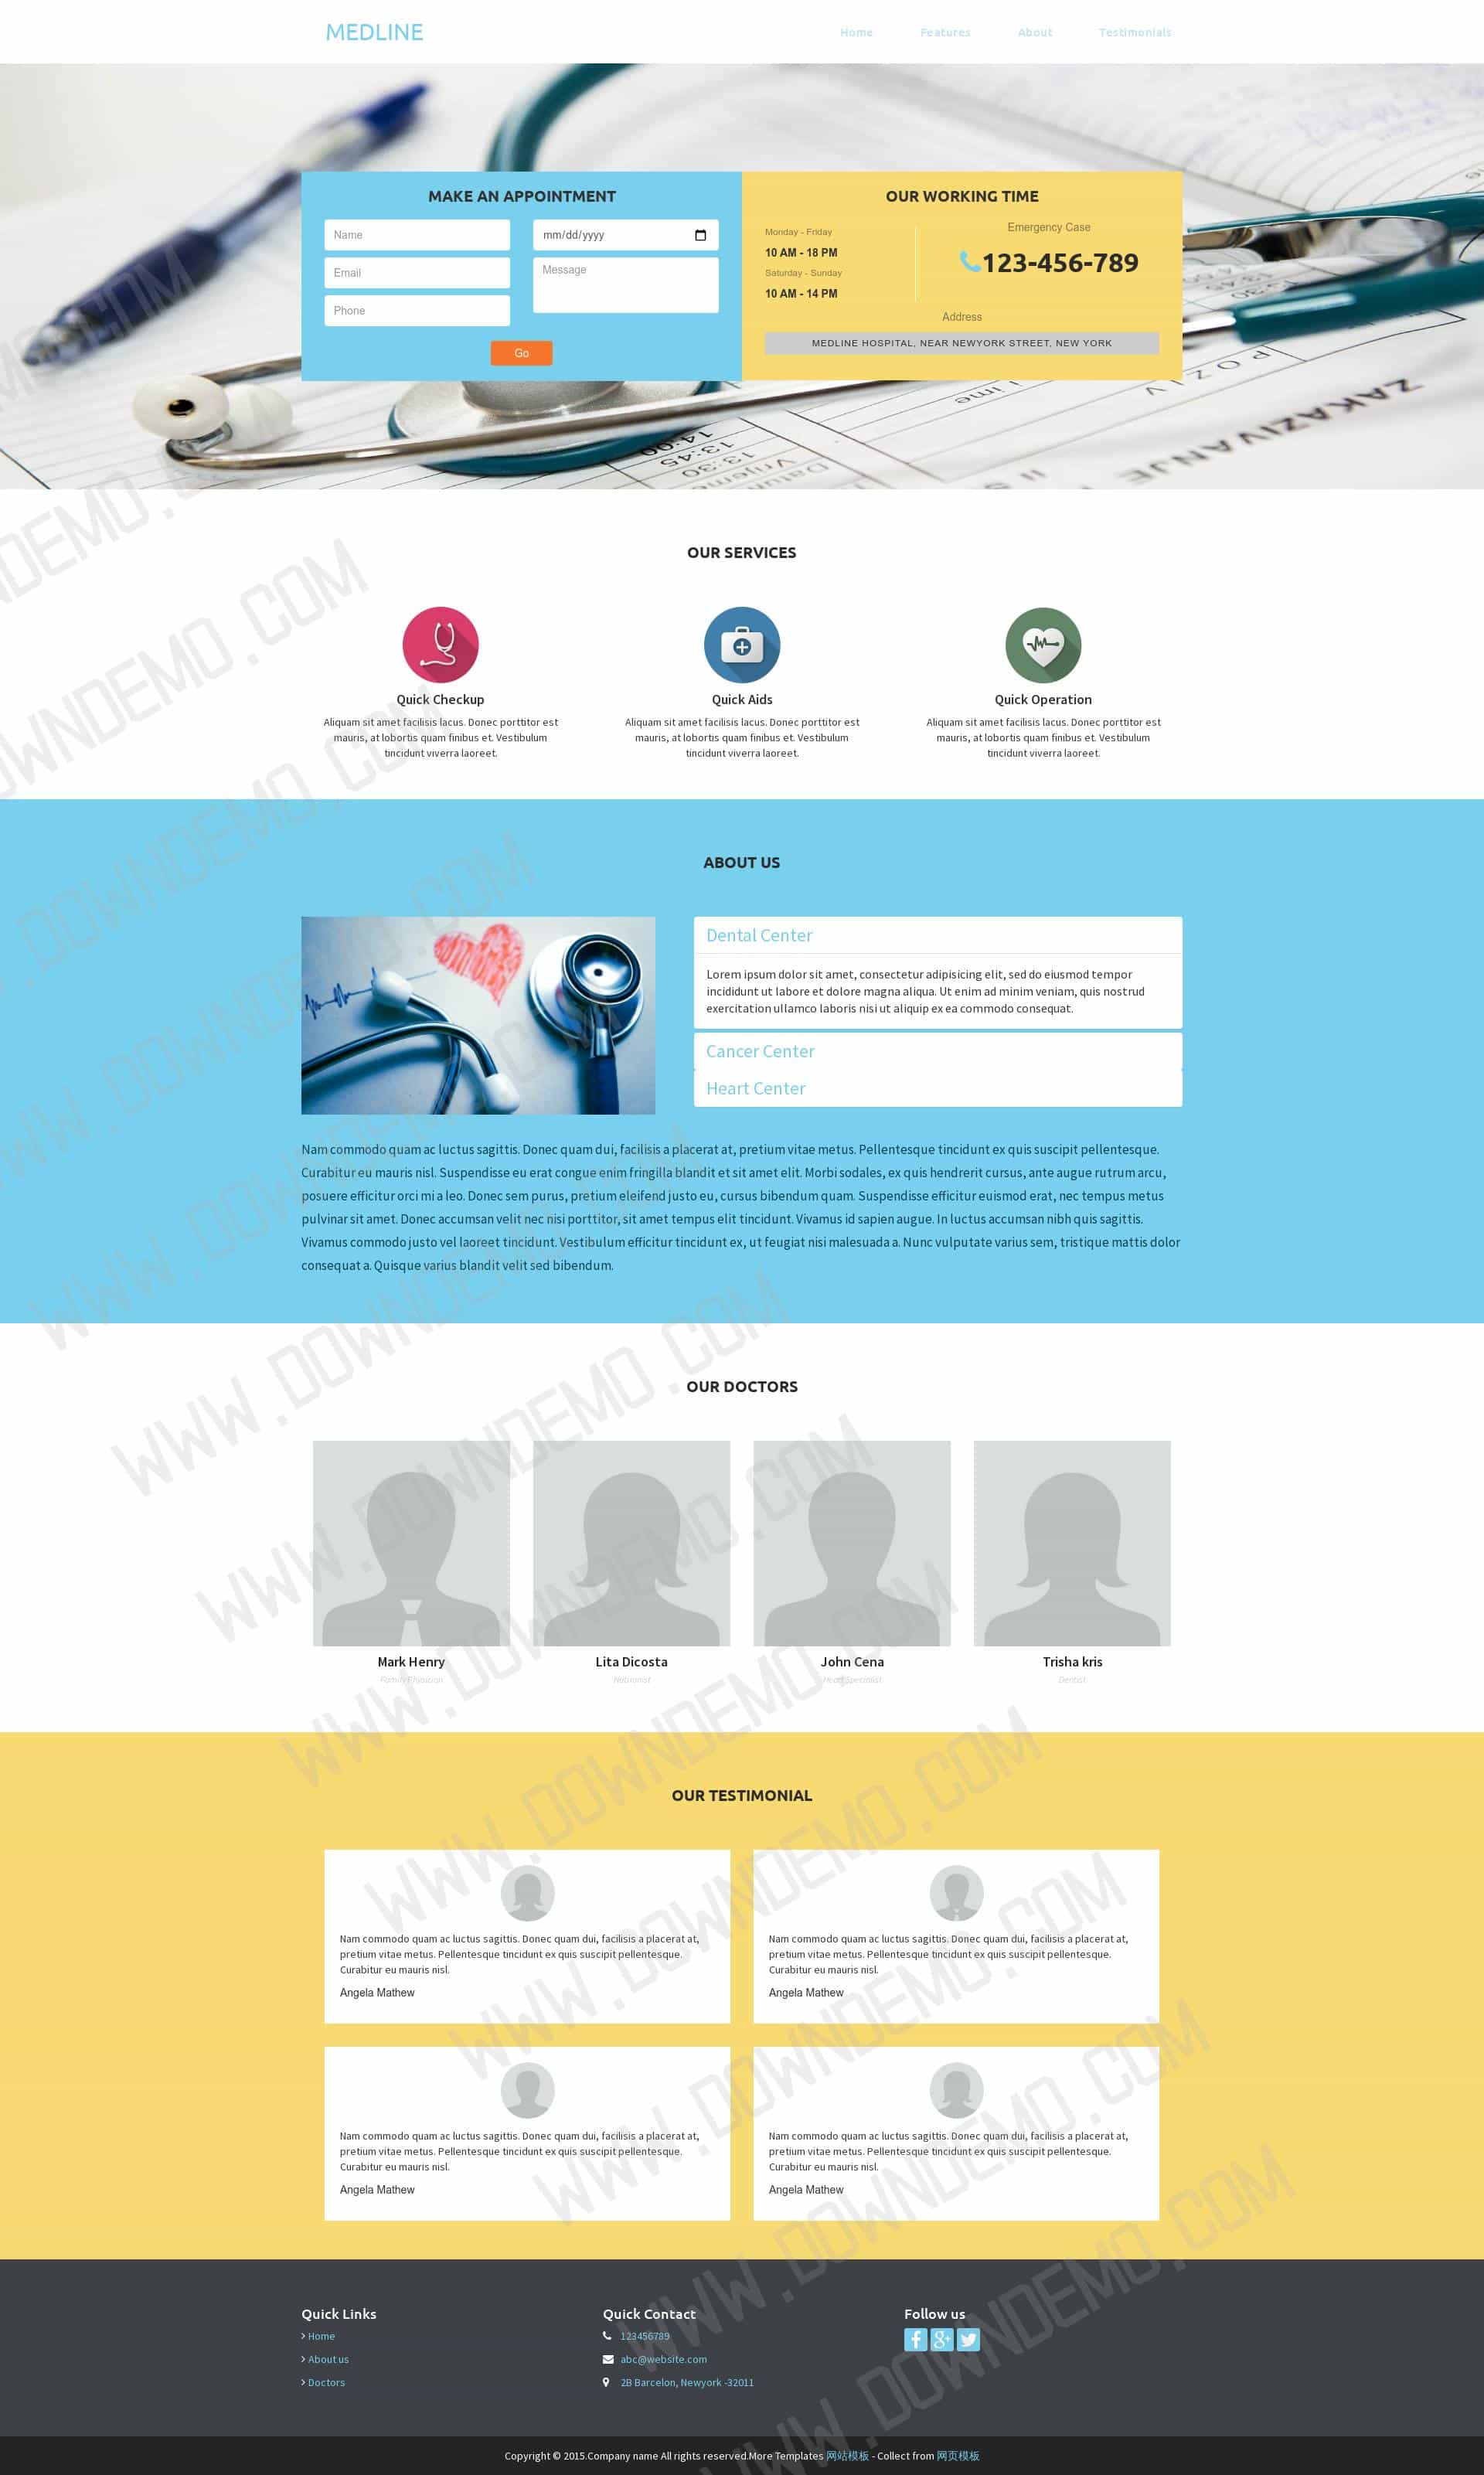 MEDLINE
Home
Features
About
Testimonials
MAKE AN APPOINTMENT
Name
Email
Phone
mm/dd/yyyy
Message
Go
OUR WORKING TIME
Monday - Friday
10 AM - 18 PM
Saturday - Sunday
10 AM - 14 PM
Emergency Case
123-456-789
Address
MEDLINE HOSPITAL, NEAR NEWYORK STREET, NEW YORK
ZAKAZIVANJE
14:00
13:45
13:30
OUR SERVICES
Quick Checkup
Aliquam sit amet facilisis lacus. Donec porttitor est
mauris, at lobortis quam finibus et. Vestibulum
tincidunt viverra laoreet.
Quick Aids
Aliquam sit amet facilisis lacus. Donec porttitor est
mauris, at lobortis quam finibus et. Vestibulum
tincidunt viverra laoreet.
Quick Operation
Aliquam sit amet facilisis lacus. Donec porttitor est
mauris, at lobortis quam finibus et. Vestibulum
tincidunt viverra laoreet.
ABOUT US
Dental Center
Lorem ipsum dolor sit amet, consectetur adipisicing elit, sed do eiusmod tempor
incididunt ut labore et dolore magna aliqua. Ut enim ad minim veniam, quis nostrud
exercitation ullamco laboris nisi ut aliquip ex ea commodo consequat.
Cancer Center
Heart Center
Nam commodo quam ac luctus sagittis. Donec quam dui, facilisis a placerat at, pretium vitae metus. Pellentesque tincidunt ex quis suscipit pellentesque.
Curabitur eu mauris nisl. Suspendisse eu erat congue enim fringilla blandit et sit amet elit. Morbi sodales, ex quis hendrerit cursus, ante augue rutrum arcu,
posuere efficitur orci mi a leo. Donec sem purus, pretium eleifend justo eu, cursus bibendum quam. Suspendisse efficitur euismod erat, nec tempus metus
pulvinar sit amet. Donec accumsan velit nec nisi porttitor, sit amet tempus elit tincidunt. Vivamus id sapien augue. In luctus accumsan nibh quis sagittis.
Vivamus commodo justo vel laoreet tincidunt. Vestibulum efficitur tincidunt ex, ut feugiat nisi malesuada a. Nunc vulputate varius sem, tristique mattis dolor
consequat a. Quisque varius blandit velit sed bibendum.
OUR DOCTORS
Mark Henry
Family Physician
Lita Dicosta
Nutronist
John Cena
Heart Specialist
Trisha kris
Dentist
OUR TESTIMONIAL
Nam commodo quam ac luctus sagittis. Donec quam dui, facilisis a placerat at,
pretium vitae metus. Pellentesque tincidunt ex quis suscipit pellentesque.
Curabitur eu mauris nisl.
Angela Mathew
Nam commodo quam ac luctus sagittis. Donec quam dui, facilisis a placerat at,
pretium vitae metus. Pellentesque tincidunt ex quis suscipit pellentesque.
Curabitur eu mauris nisl.
Angela Mathew
Nam commodo quam ac luctus sagittis. Donec quam dui, facilisis a placerat at,
pretium vitae metus. Pellentesque tincidunt ex quis suscipit pellentesque.
Curabitur eu mauris nisl.
Angela Mathew
Nam commodo quam ac luctus sagittis. Donec quam dui, facilisis a placerat at,
pretium vitae metus. Pellentesque tincidunt ex quis suscipit pellentesque.
Curabitur eu mauris nisl.
Angela Mathew
Quick Links
Home
About us
Doctors
Quick Contact
123456789
abc@website.com
2B Barcelon, Newyork -32011
Follow us
Copyright © 2015.Company name All rights reserved.More Templates 网站模板 - Collect from 网页模板
WWW.DOWNDEMO.COM